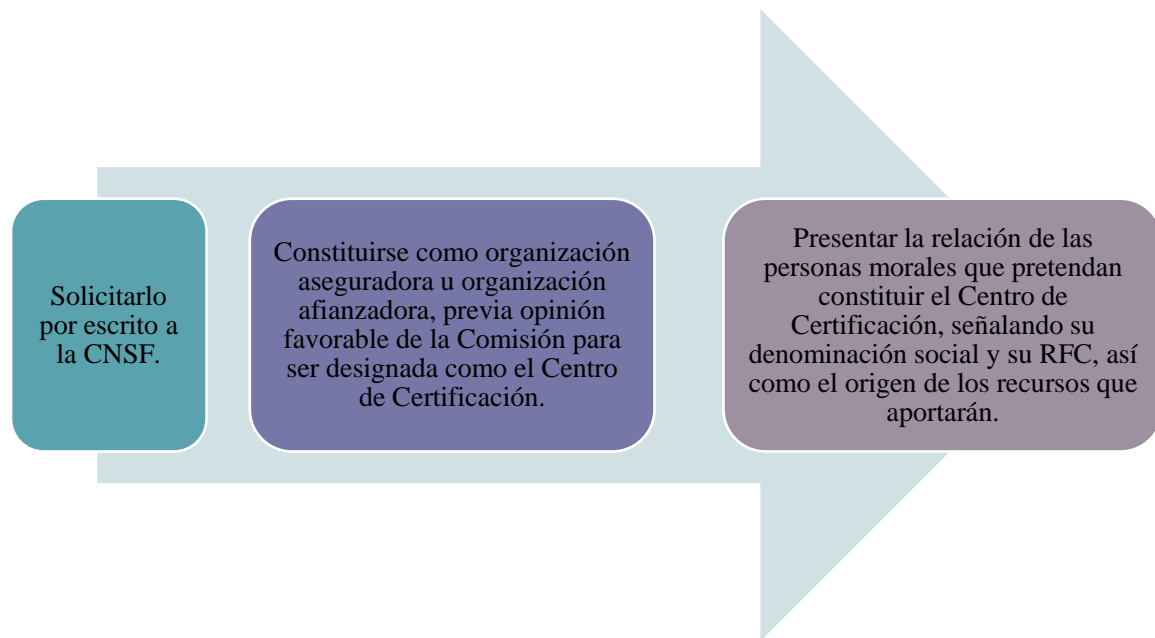 Solicitarlo
por escrito a
la CNSF.
Constituirse como organización
aseguradora u organización
afianzadora, previa opinión
favorable de la Comisión para
ser designada como el Centro
de Certificación.
Presentar la relación de las
personas morales que pretendan
constituir el Centro de
Certificación, señalando su
denominación social y su RFC, así
como el origen de los recursos que
aportarán.